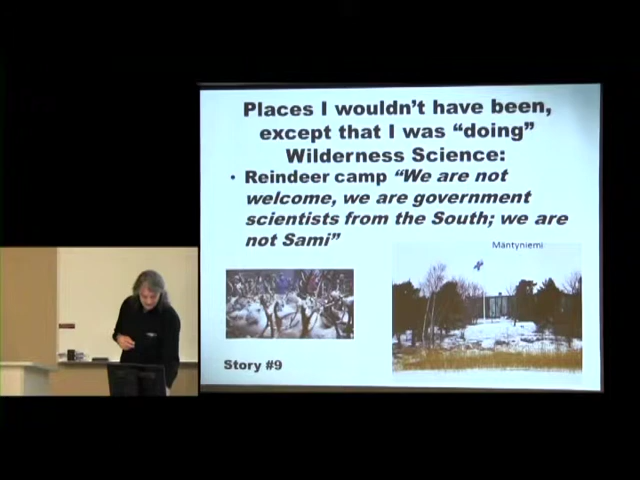 Places I wouldn't have been,
except that I was “doing”
Wilderness Science:
• Reindeer camp “We are not
welcome, we are government
scientists from the South; we are
not Sami”
Mäntyniemi
Story #9